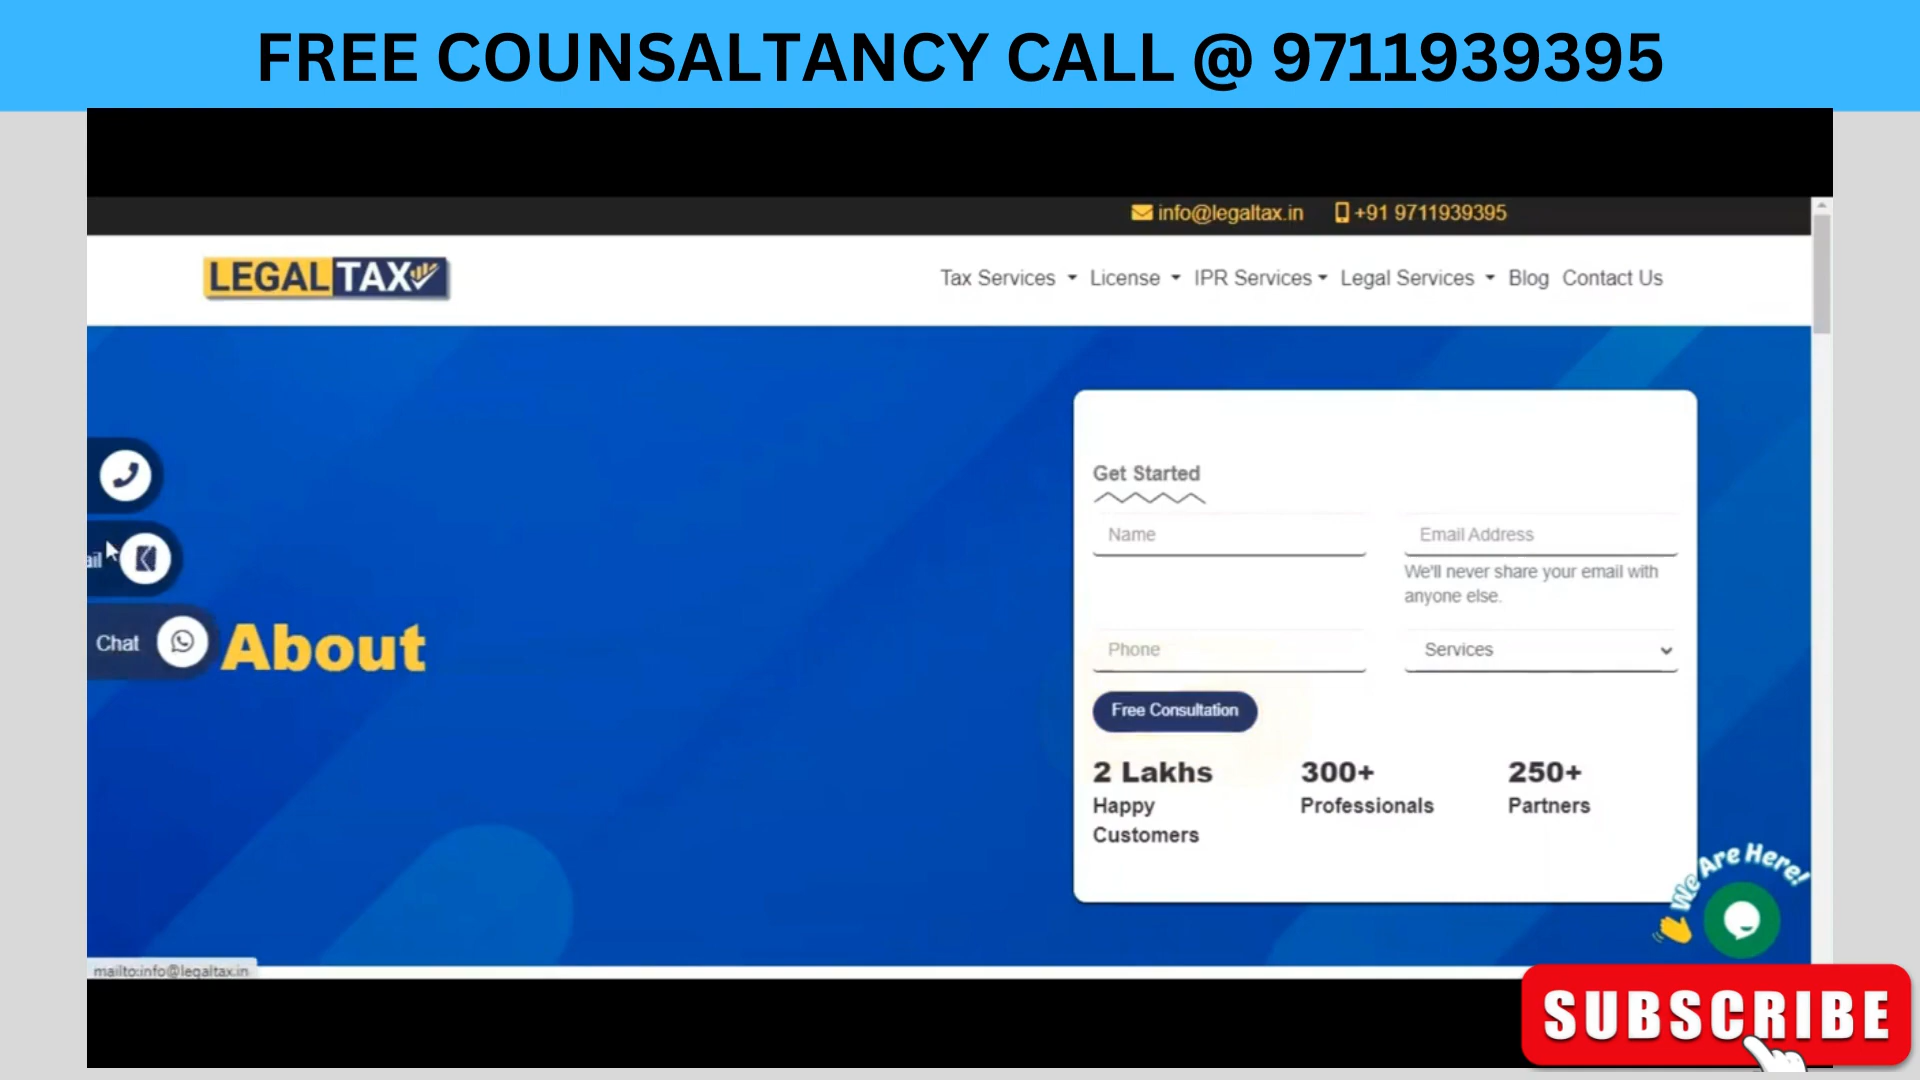 FREE COUNSALTANCY CALL @ 9711939395
info@legaltax.in +91 9711939395
LEGALTAX
Tax Services License IPR Services Legal Services Blog Contact Us
Get Started
Name Email Address
We'll never share your email with
anyone else.
ail
Chat
About
Phone Services
Free Consultation
2 Lakhs 300+ 250+
Happy Professionals Partners
Customers
We Are Here!
mailto:info@legaltax.in
SUBSCRIBE